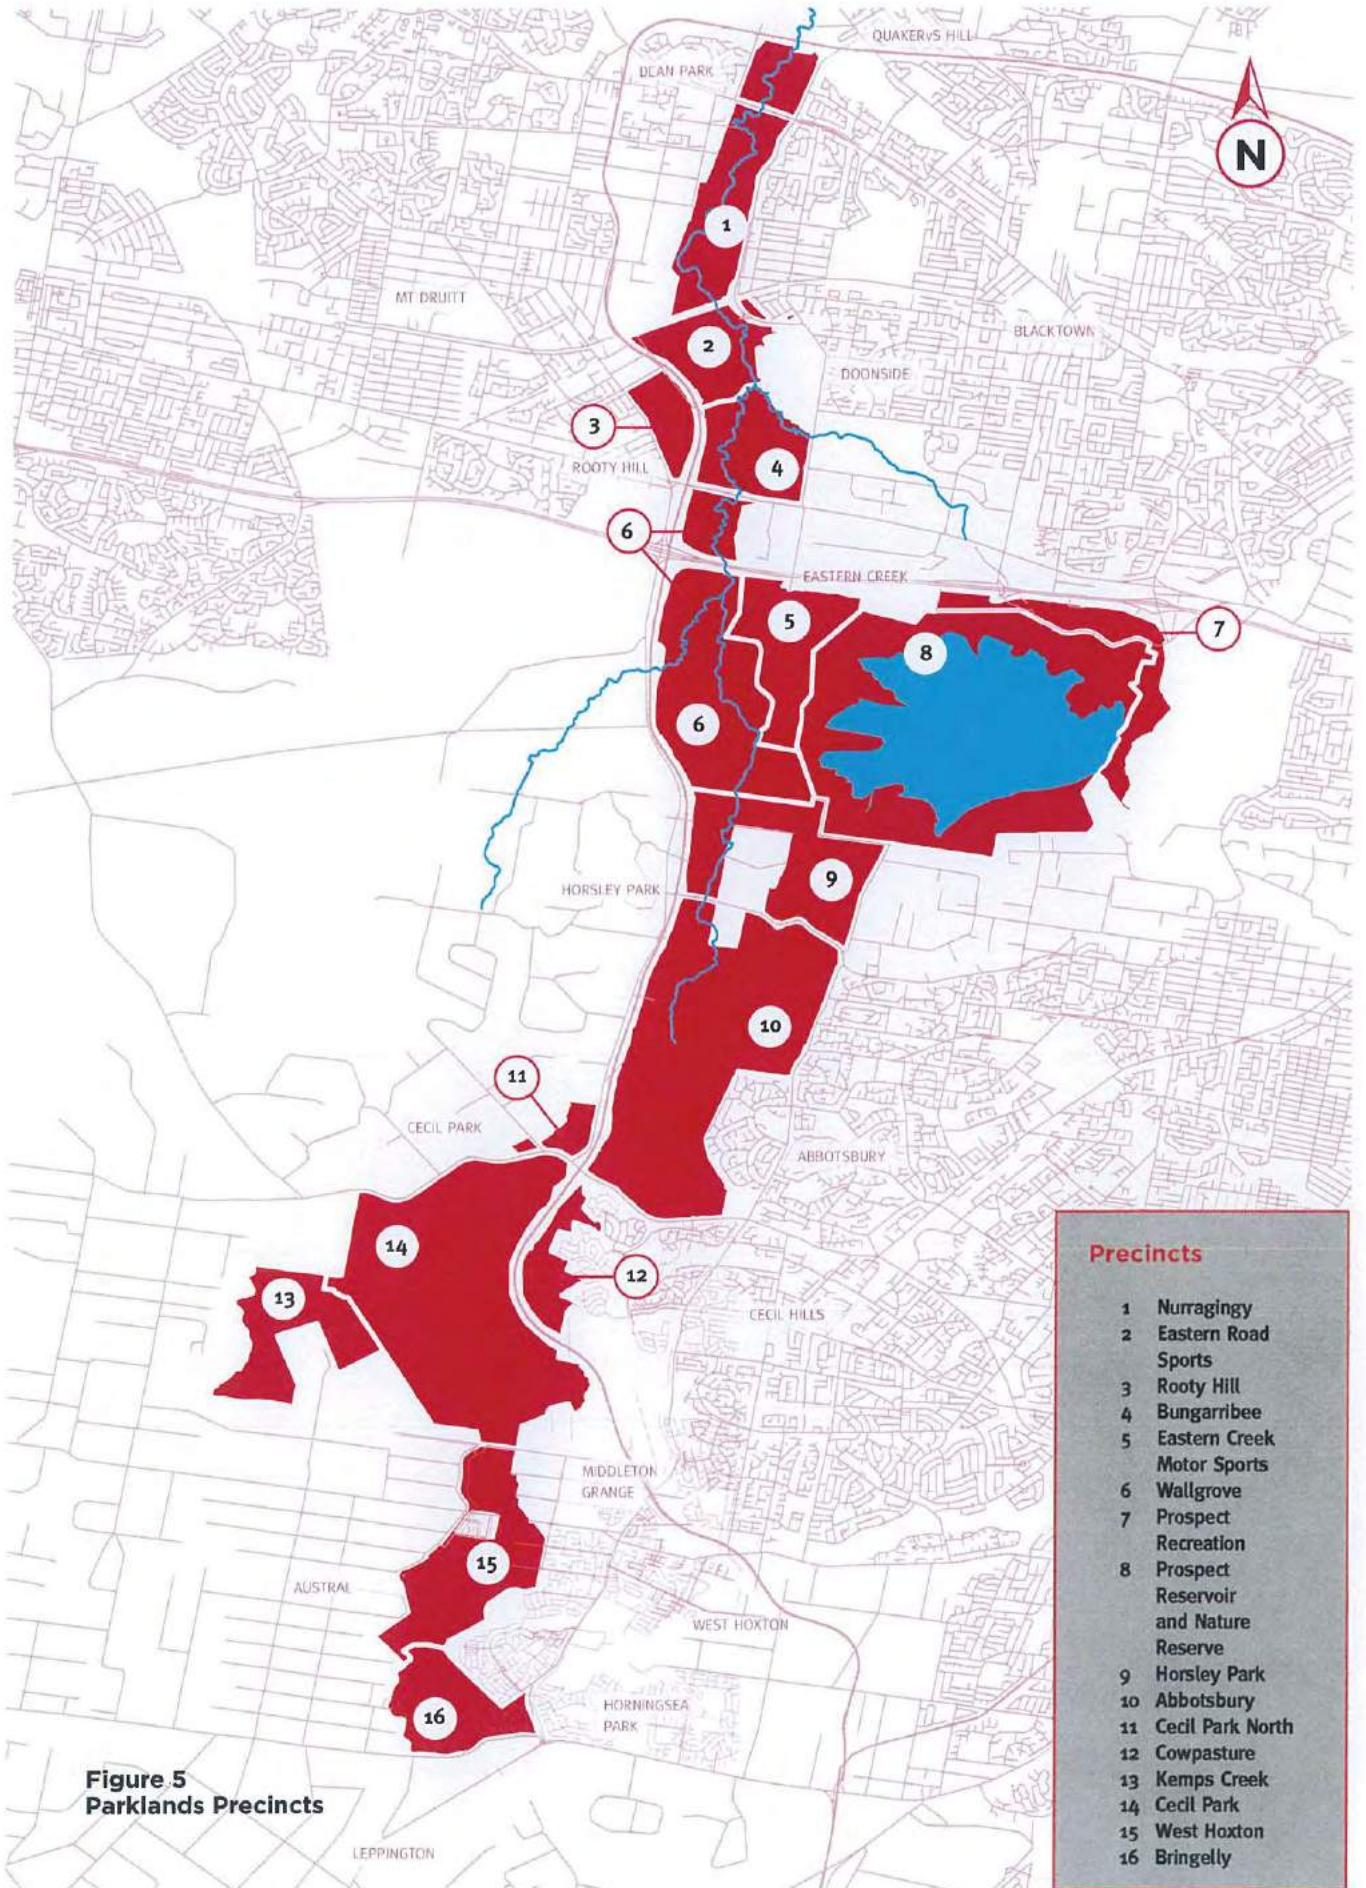 QUAKERvS HILL
DEAN PARK
N
1
MT DRUITT
BLACKTOWN
2
DOONSIDE
3
ROOTY HILL
4
6
EASTERN CREEK
5
7
8
6
HORSLEY PARK
9
10
11
CECIL PARK
ABBOTSBURY
14
12
13
CECIL HILLS
MIDDLETON
GRANGE
15
AUSTRAL
WEST HOXTON
HORNINGSEA
PARK
16
Figure 5
Parklands Precincts
LEPPINGTON
Precincts
1 Nurragingy
2 Eastern Road
Sports
3 Rooty Hill
4 Bungarribee
5 Eastern Creek
Motor Sports
6 Wallgrove
7 Prospect
Recreation
8 Prospect
Reservoir
and Nature
Reserve
9 Horsley Park
10 Abbotsbury
11 Cecil Park North
12 Cowpasture
13 Kemps Creek
14 Cecil Park
15 West Hoxton
16 Bringelly